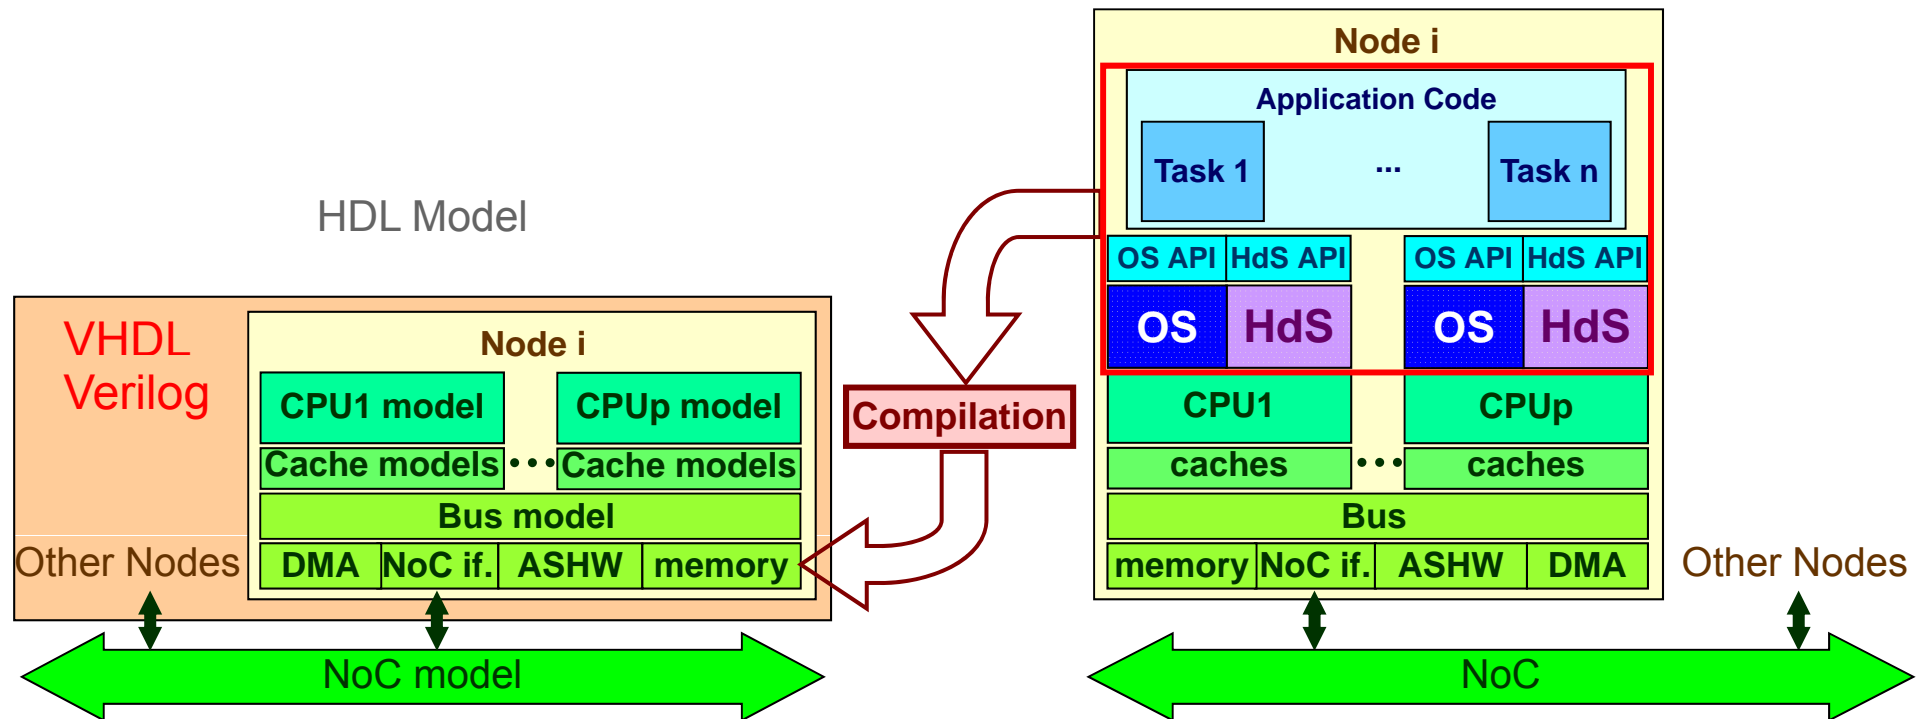 HDL Model
VHDL
Verilog
Node i
CPU1 model
CPUp model
Cache models
...
Cache models
Bus model
Other Nodes
DMA
NoC if.
ASHW
memory
NoC model
Compilation
Node i
Application Code
Task 1
...
Task n
OS API
HdS API
OS API
HdS API
OS
HdS
OS
HdS
CPU1
CPUp
caches
...
caches
Bus
memory
NoC if.
ASHW
DMA
Other Nodes
NoC